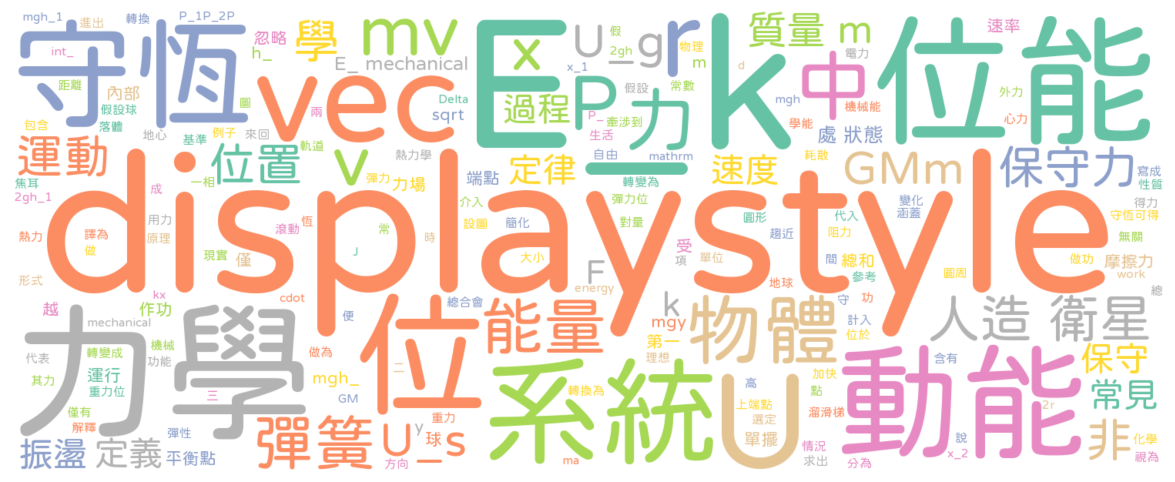 mgh_1 進出 轉換 P_1P_2P 忽略 學 mv E x U_g r 假 2gh 物理 m 質量 m 速率
守恆 int_ h_ E_ mechanical x_1 常數 k 位能 電力
vec 距離 內部 圖 兩 Delta sqrt 過程 P 假設 力 d mgh 中 機械能 外力
包含 假設球 落體 地心 基準 例子 來回 軌道 P_ 牽涉到 生活 學能 處 狀態 心力
運動 位置 v 熱力學 自由 mathrm 耗散 GMm 保守力 寫成 性質
焦耳 2gh_1 成 一相 彈力 力場 端點 定律 轉變為 速度 變化 涵蓋 得力
displaystyle 介入 簡化 彈力位 對量 圓形 代入 阻力 守恆可得
熱力 譯為 做 用力 原理 現實 僅 滾動 恆 常 J 時 設圖 大小 受 項 趨近 單位 間 總和 參考 圓周 做功 無關 摩擦力 work
形式 越 kx 作功 cdot 總合會 F energy k 地球 守 功 總
力學 mechanical 機械 便 位 能量 mgy 第一 物體 計入 位於 人造 衛星
代表 轉變成 功能 做為 二 理想 含有 保守
其力 運行 重力位 三 mgh_ GM 系統 轉換為 U 高 加快 點 動能 常見
僅有 解釋 彈性 彈簧 重力 y 上端點 選定 溜滑梯 2r 非 化學
振盪 定義 平衡點 U_s 球 方向 ma 單擺 情況 求出 分為 說 x_2 視為